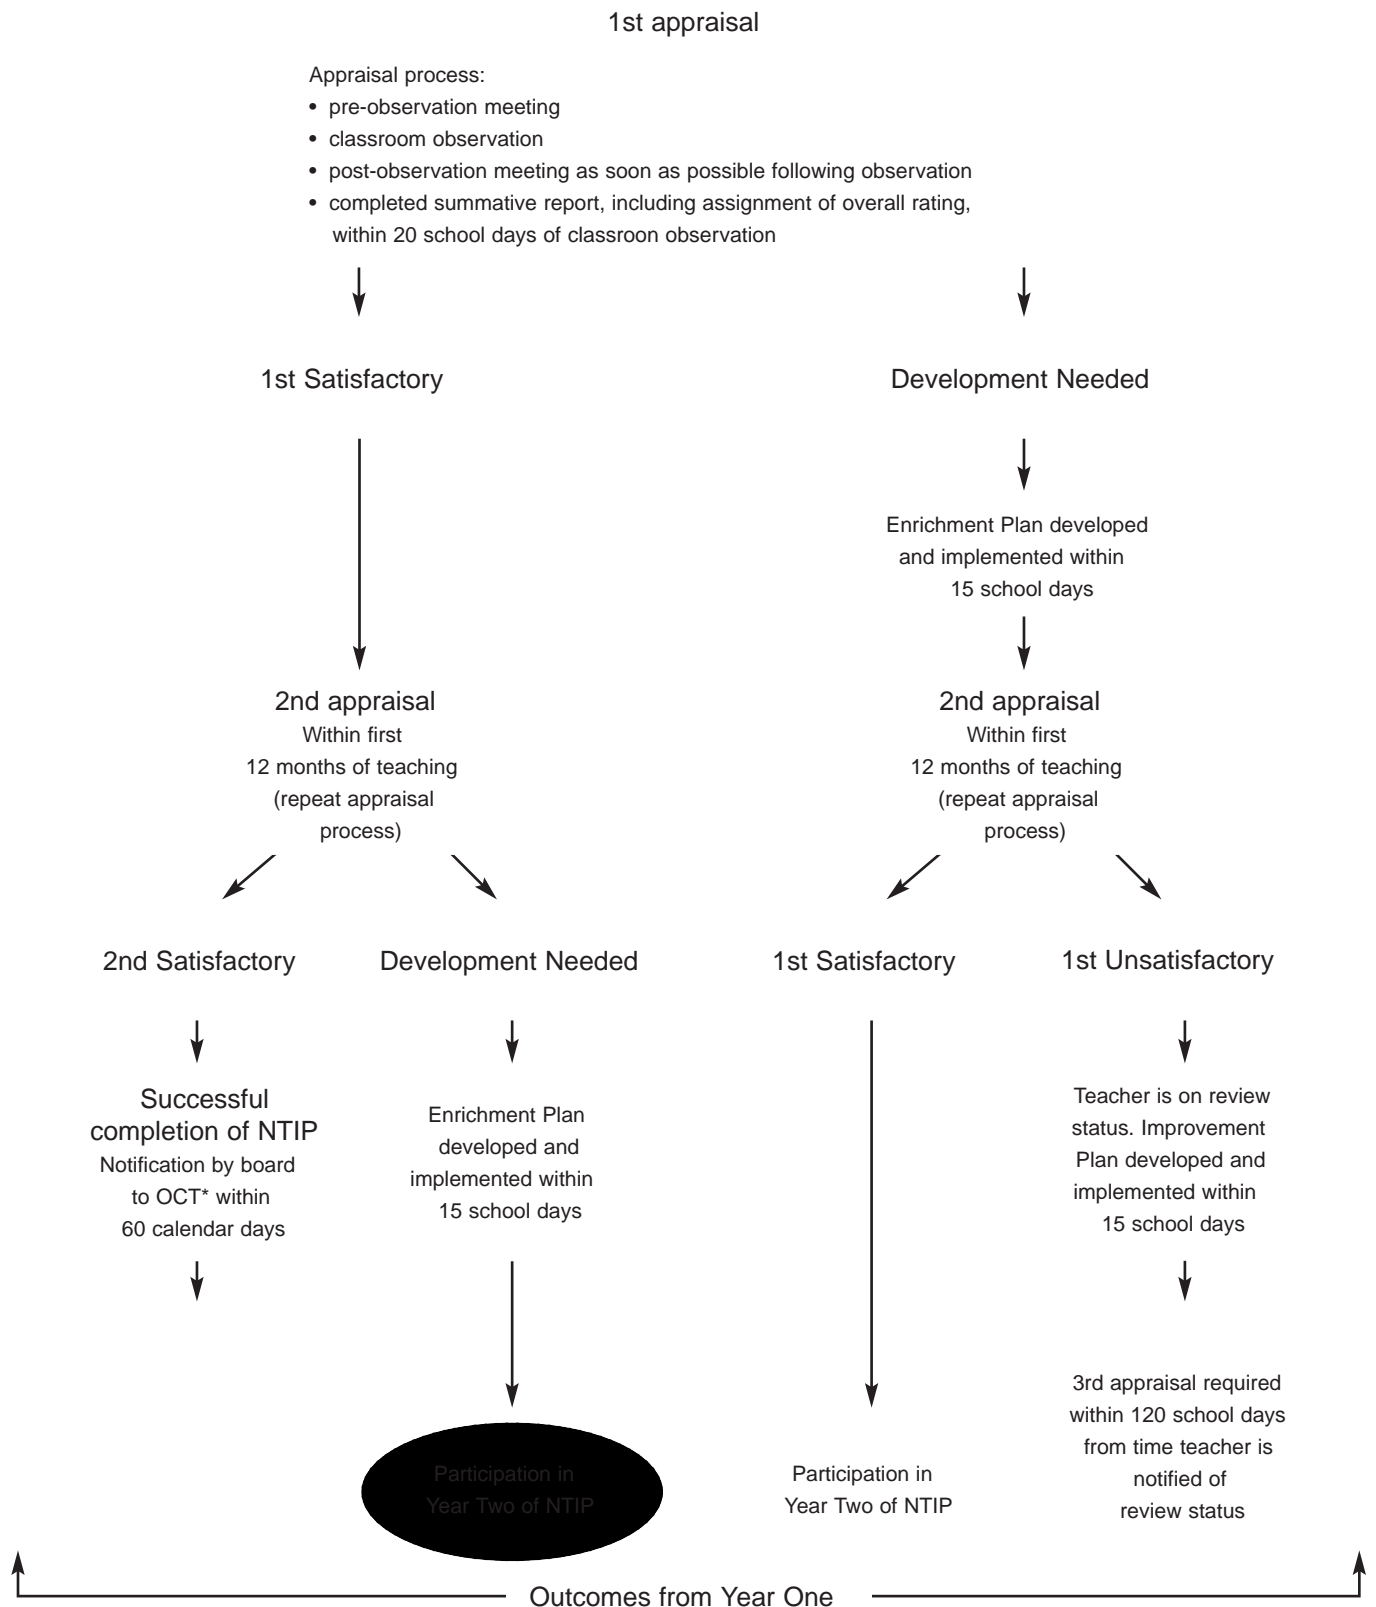 1st appraisal
Appraisal process:
• pre-observation meeting
• classroom observation
• post-observation meeting as soon as possible following observation
• completed summative report, including assignment of overall rating,
within 20 school days of classroon observation
1st Satisfactory
Development Needed
Enrichment Plan developed
and implemented within
15 school days
2nd appraisal
Within first
12 months of teaching
(repeat appraisal
process)
2nd appraisal
Within first
12 months of teaching
(repeat appraisal
process)
2nd Satisfactory
Development Needed
1st Satisfactory
1st Unsatisfactory
Successful
completion of NTIP
Notification by board
to OCT* within
60 calendar days
Enrichment Plan
developed and
implemented within
15 school days
Teacher is on review
status. Improvement
Plan developed and
implemented within
15 school days
Participation in
Year Two of NTIP
Participation in
Year Two of NTIP
3rd appraisal required
within 120 school days
from time teacher is
notified of
review status
Outcomes from Year One